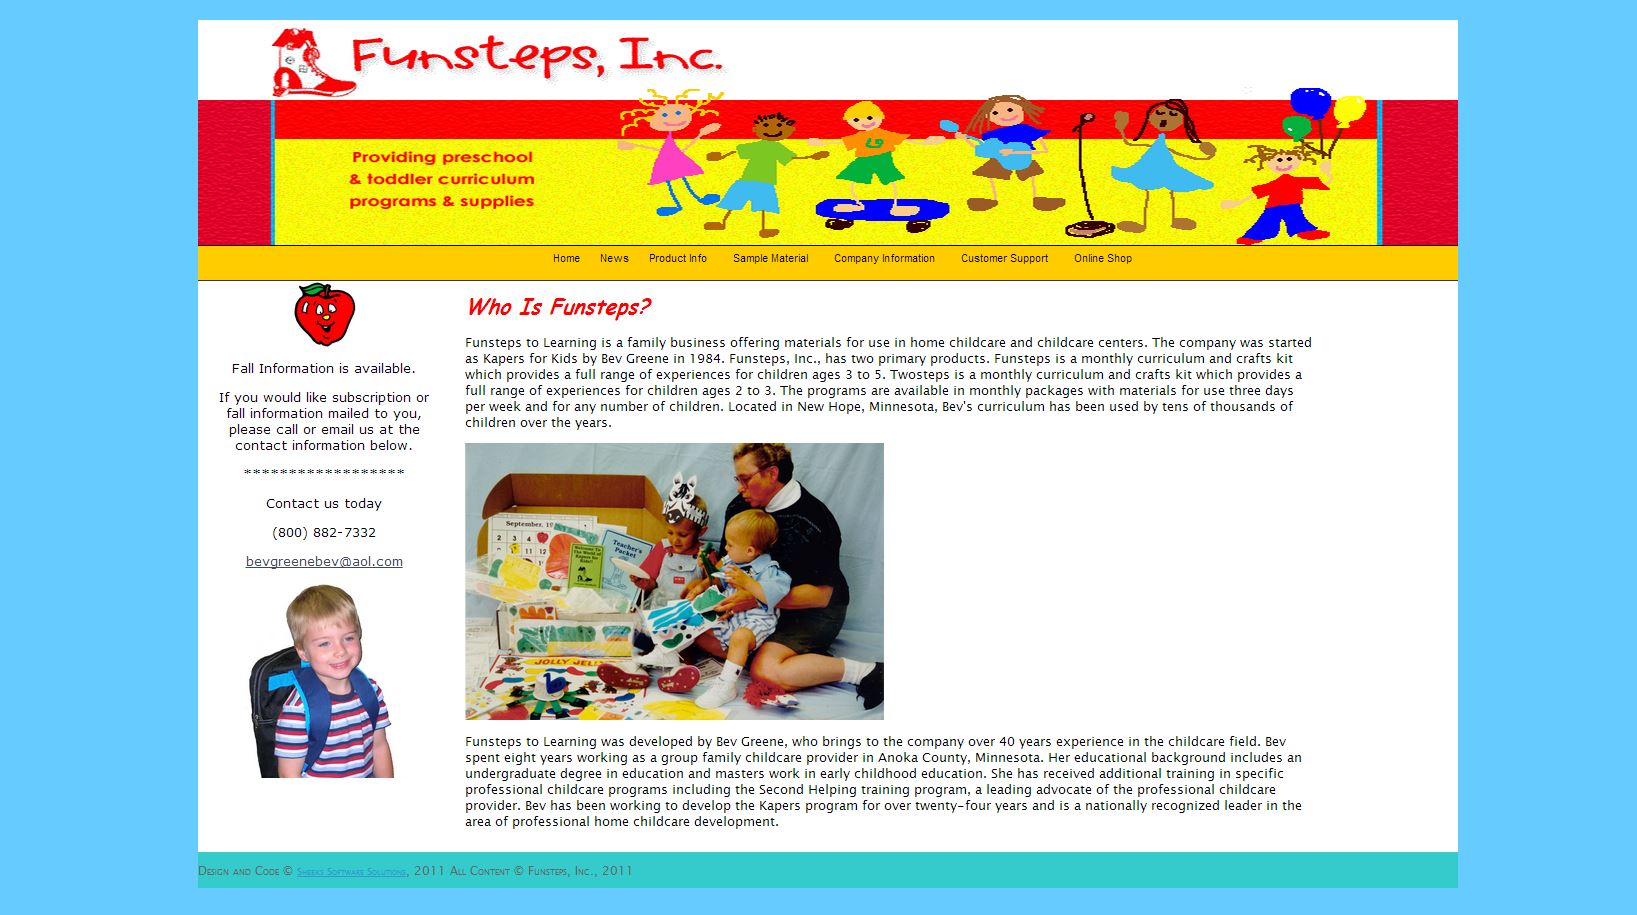 Funsteps, Inc.
Providing preschool
& toddler curriculum
programs & supplies
Home News Product Info Sample Material Company Information Customer Support Online Shop
Fall Information is available.
If you would like subscription or
fall information mailed to you,
please call or email us at the
contact information below.
******************
Contact us today
(800) 882-7332
bevgreenebev@aol.com
Who Is Funsteps?
Funsteps to Learning is a family business offering materials for use in home childcare and childcare centers. The company was started
as Kapers for Kids by Bev Greene in 1984. Funsteps, Inc., has two primary products. Funsteps is a monthly curriculum and crafts kit
which provides a full range of experiences for children ages 3 to 5. Twosteps is a monthly curriculum and crafts kit which provides a
full range of experiences for children ages 2 to 3. The programs are available in monthly packages with materials for use three days
per week and for any number of children. Located in New Hope, Minnesota, Bev's curriculum has been used by tens of thousands of
children over the years.
September, 19
Welcome To
The World of
Kapers for
Kids!
Teacher's
Packet
JOLLY JELL
Funsteps to Learning was developed by Bev Greene, who brings to the company over 40 years experience in the childcare field. Bev
spent eight years working as a group family childcare provider in Anoka County, Minnesota. Her educational background includes an
undergraduate degree in education and masters work in early childhood education. She has received additional training in specific
professional childcare programs including the Second Helping training program, a leading advocate of the professional childcare
provider. Bev has been working to develop the Kapers program for over twenty-four years and is a nationally recognized leader in the
area of professional home childcare development.
Design and Code © Sheeks Software Solutions, 2011 All Content © Funsteps, Inc., 2011